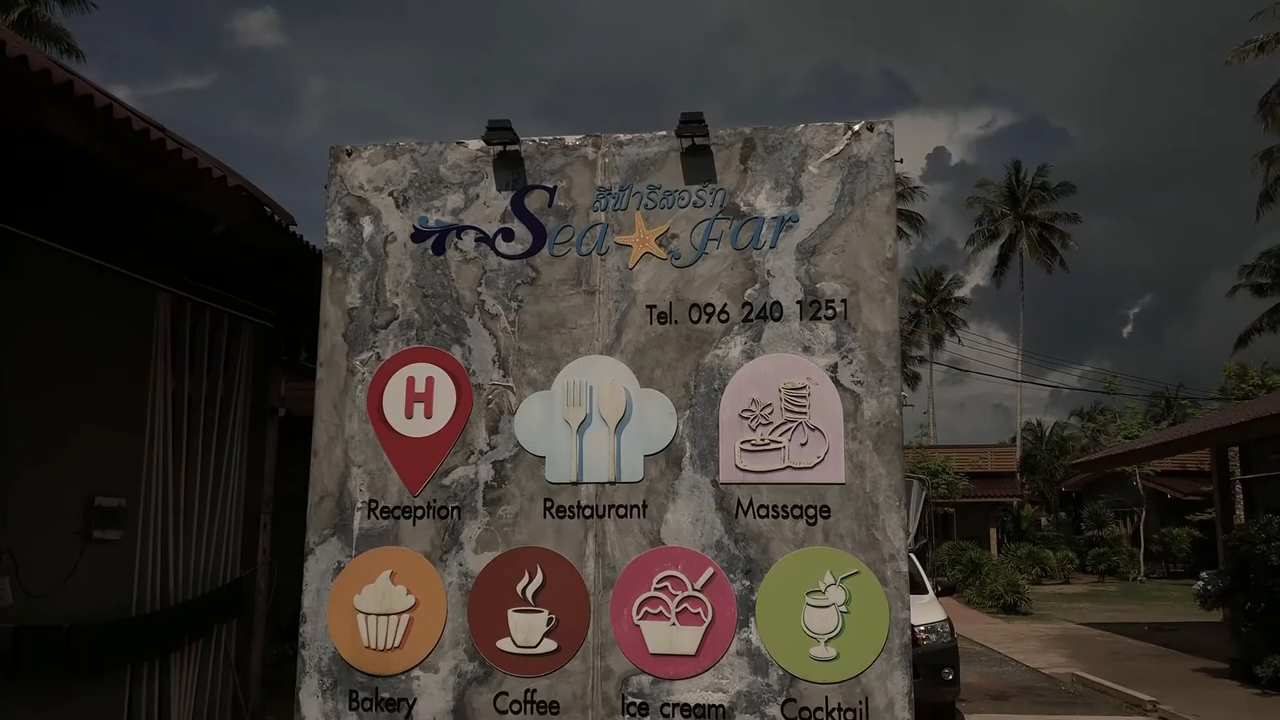 สีฟ้ารีสอร์ท
Sea Far
Tel. 096 240 1251
H
Reception
Restaurant
Massage
Bakery
Coffee
Ice cream
Cocktail